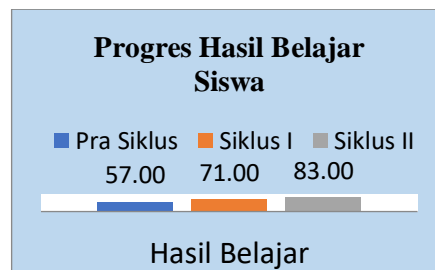 Progres Hasil Belajar
Siswa
Pra Siklus Siklus I Siklus II
57.00 71.00 83.00
Hasil Belajar